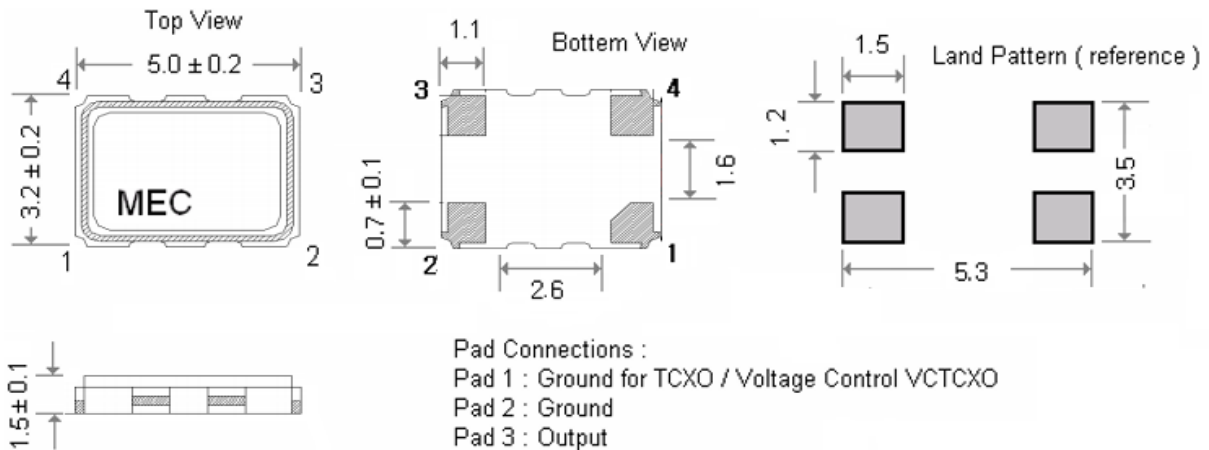 Top View
4
5.0 ± 0.2
3
3.2 ± 0.2
MEC
1
2
Bottem View
1.1
3
4
0.7 ± 0.1
1.6
2
1
2.6
Land Pattern ( reference )
1.5
1. 2
3.5
5.3
1.5 ± 0.1
Pad Connections :
Pad 1 : Ground for TCXO / Voltage Control VCTCXO
Pad 2 : Ground
Pad 3 : Output